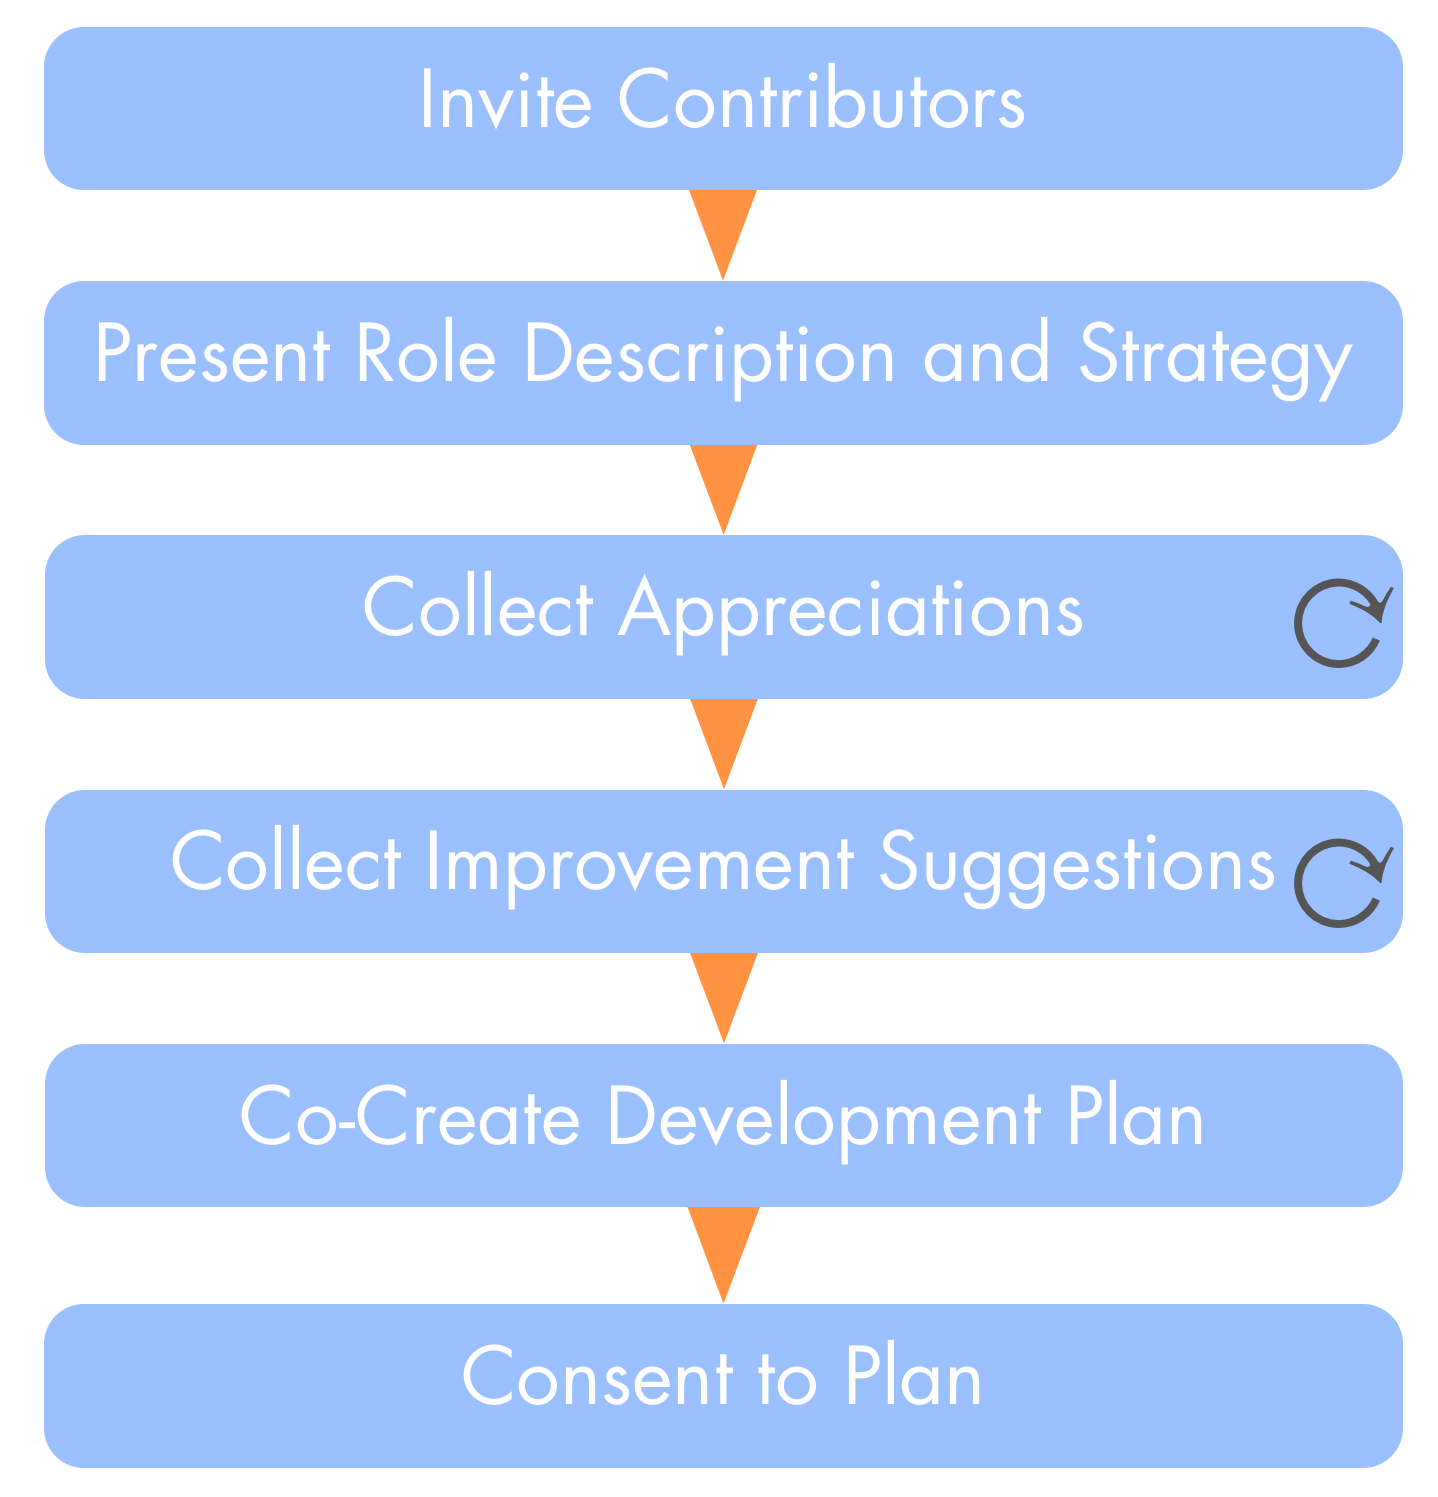 Invite Contributors
Present Role Description and Strategy
Collect Appreciations
Collect Improvement Suggestions
Co-Create Development Plan
Consent to Plan